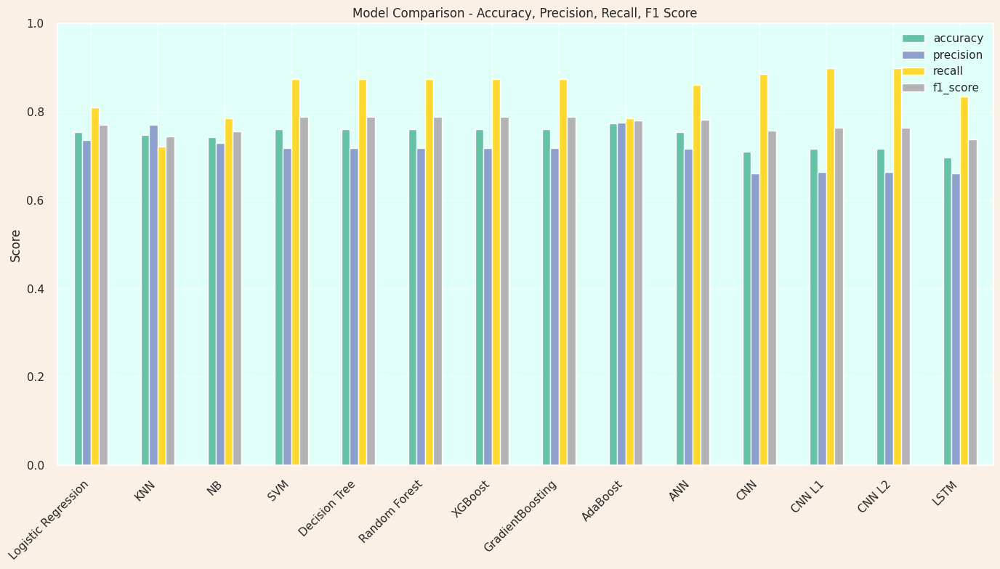 Model Comparison - Accuracy, Precision, Recall, F1 Score
Score
1.0
0.8
0.6
0.4
0.2
0.0
accuracy
precision
recall
f1_score
Logistic Regression
KNN
NB
SVM
Decision Tree
Random Forest
XGBoost
GradientBoosting
AdaBoost
ANN
CNN
CNN L1
CNN L2
LSTM